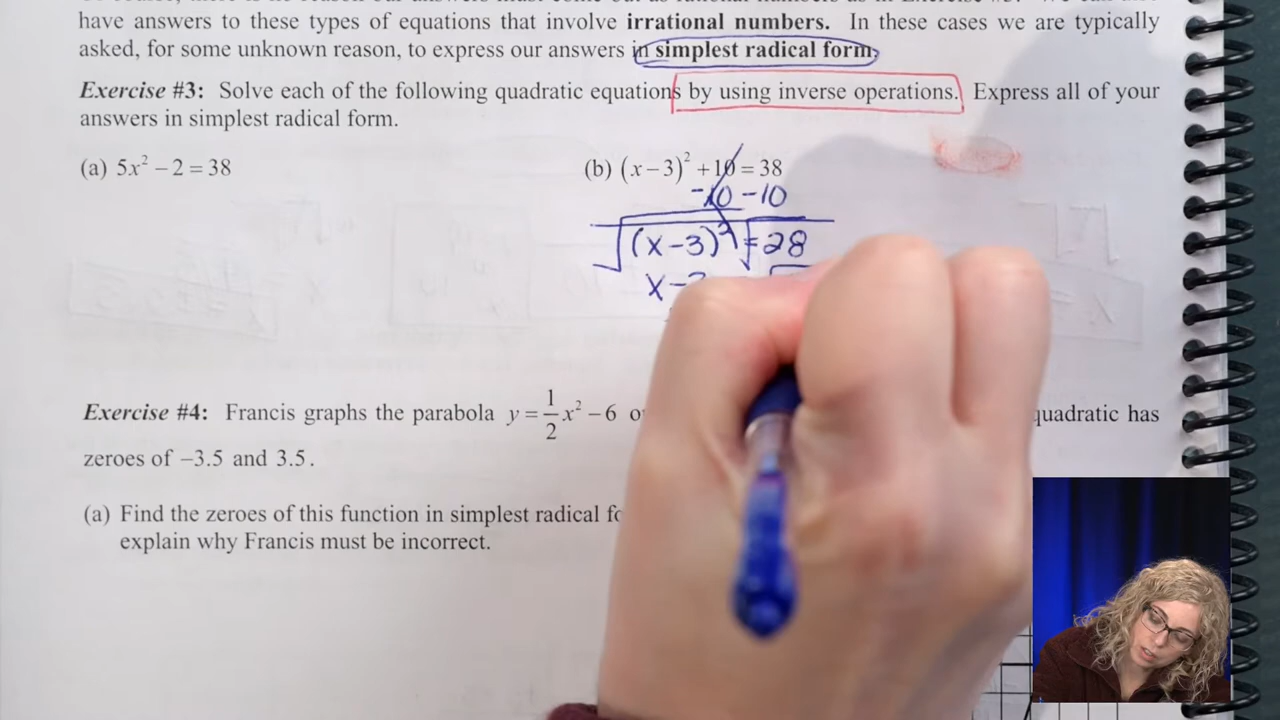 have answers to these types of equations that involve irrational numbers. In these cases we are typically
asked, for some unknown reason, to express our answers in simplest radical form.
Exercise #3: Solve each of the following quadratic equations by using inverse operations. Express all of your
answers in simplest radical form.
(a) 5x² − 2 = 38
(b) (x − 3)² + 10 = 38
-10 -10
√(x-3)² = √28
x-
Exercise #4: Francis graphs the parabola y = 1/2 x² − 6 quadratic has
zeroes of −3.5 and 3.5.
(a) Find the zeroes of this function in simplest radical
explain why Francis must be incorrect.